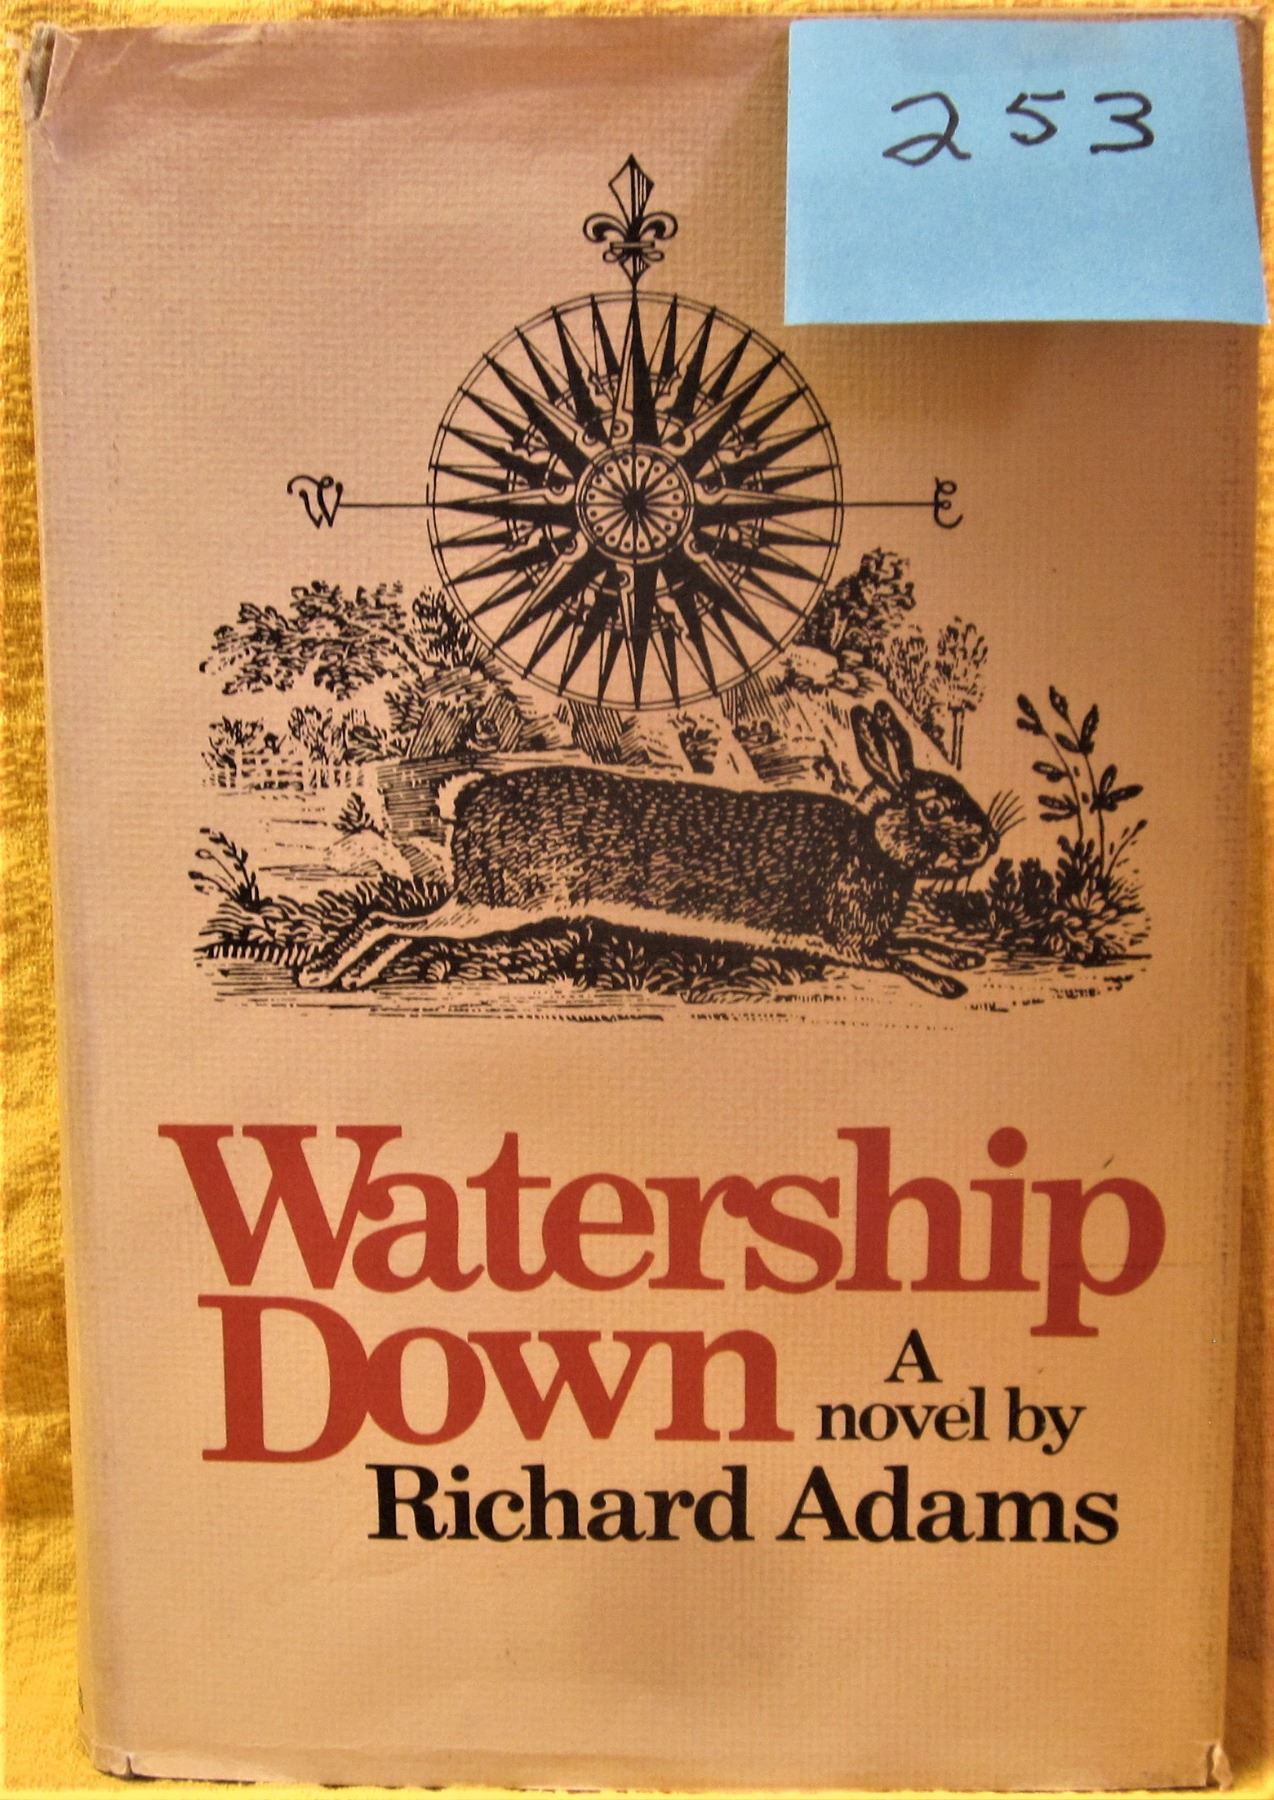 253
W E
Watership
Down
A
novel by
Richard Adams